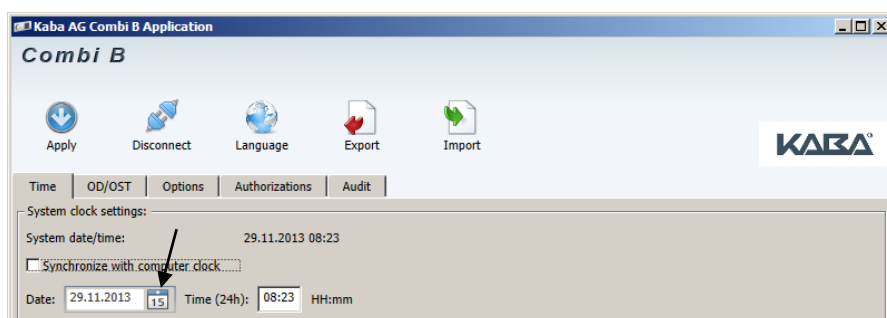 Kaba AG Combi B Application
Combi B
Apply Disconnect Language Export Import
KABA
Time OD/OST Options Authorizations Audit
System clock settings:
System date/time: 29.11.2013 08:23
Synchronize with computer clock
Date: 29.11.2013 15 Time (24h): 08:23 HH:mm